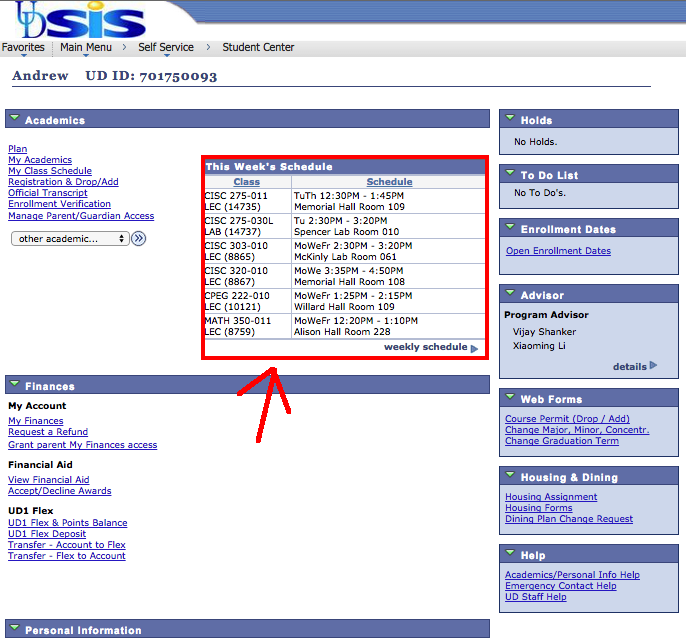 UDSIS
Favorites Main Menu > Self Service > Student Center
Andrew UD ID: 701750093
Academics
Plan
My Academics
My Class Schedule
Registration & Drop/Add
Official Transcript
Enrollment Verification
Manage Parent/Guardian Access
other academic...
This Week's Schedule
Class Schedule
CISC 275-011 TuTh 12:30PM - 1:45PM
LEC (14735) Memorial Hall Room 109
CISC 275-030L Tu 2:30PM - 3:20PM
LAB (14737) Spencer Lab Room 010
CISC 303-010 MoWeFr 2:30PM - 3:20PM
LEC (8865) McKinly Lab Room 061
CISC 320-010 MoWe 3:35PM - 4:50PM
LEC (8867) Memorial Hall Room 108
CPEG 222-010 MoWeFr 1:25PM - 2:15PM
LEC (10121) Willard Hall Room 109
MATH 350-011 MoWeFr 12:20PM - 1:10PM
LEC (8759) Alison Hall Room 228
weekly schedule
Finances
My Account
My Finances
Request a Refund
Grant parent My Finances access
Financial Aid
View Financial Aid
Accept/Decline Awards
UD1 Flex
UD1 Flex & Points Balance
UD1 Flex Deposit
Transfer - Account to Flex
Transfer - Flex to Account
Personal Information
Holds
No Holds.
To Do List
No To Do's.
Enrollment Dates
Open Enrollment Dates
Advisor
Program Advisor
Vijay Shanker
Xiaoming Li
details
Web Forms
Course Permit (Drop / Add)
Change Major, Minor, Concentr.
Change Graduation Term
Housing & Dining
Housing Assignment
Housing Forms
Dining Plan Change Request
Help
Academics/Personal Info Help
Emergency Contact Help
UD Staff Help